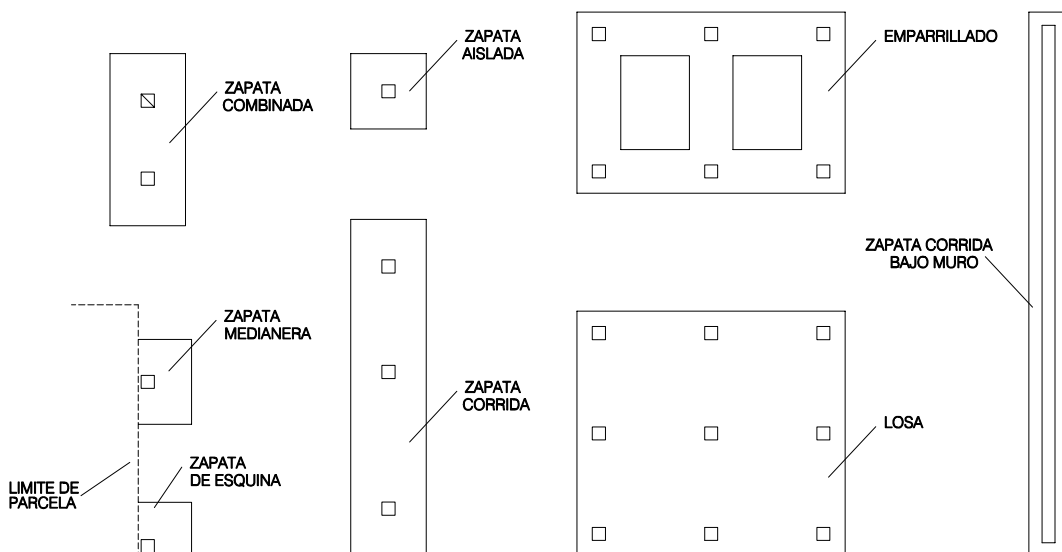 ZAPATA
COMBINADA
ZAPATA
AISLADA
EMPARRILLADO
ZAPATA CORRIDA
BAJO MURO
ZAPATA
MEDIANERA
ZAPATA
CORRIDA
LOSA
ZAPATA
DE ESQUINA
LIMITE DE
PARCELA